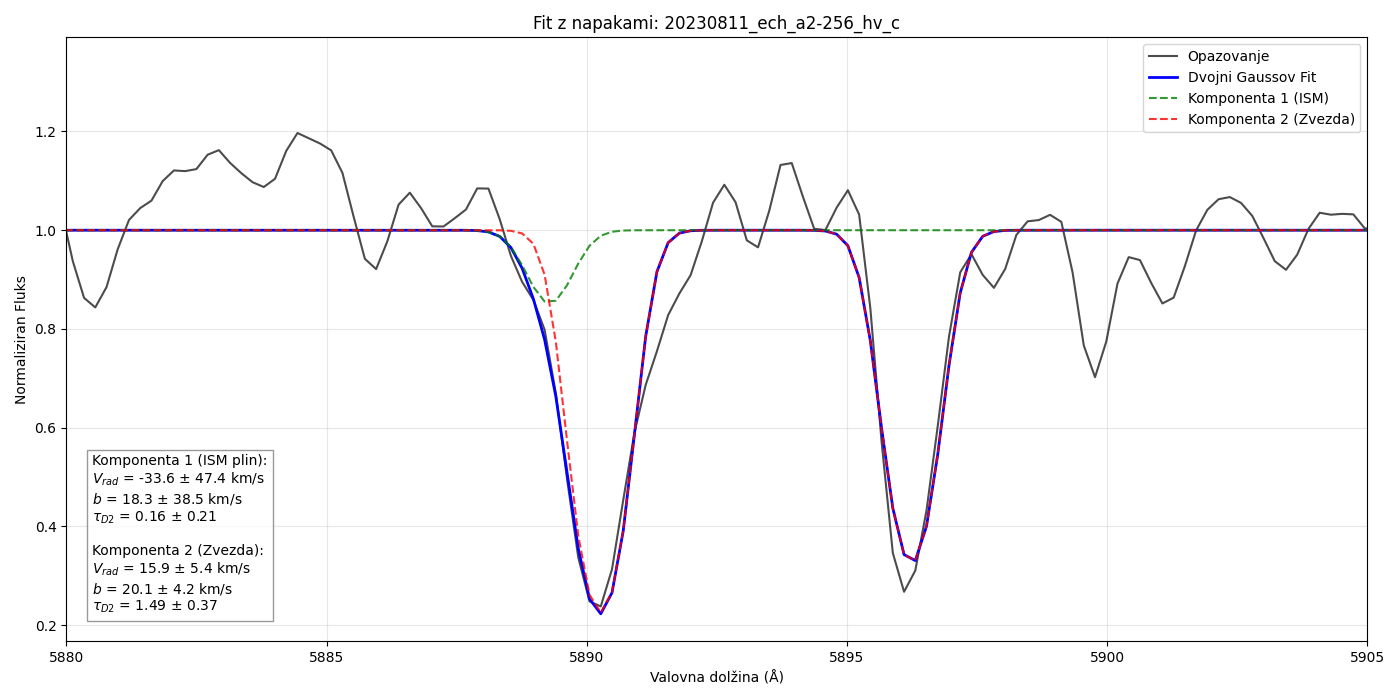 Fit z napakami: 20230811_ech_a2-256_hv_c
Opazovanje
Dvojni Gaussov Fit
Komponenta 1 (ISM)
Komponenta 2 (Zvezda)
Normaliziran Fluks
1.2
1.0
0.8
0.6
0.4
0.2
Komponenta 1 (ISM plin):
V_rad = -33.6 ± 47.4 km/s
b = 18.3 ± 38.5 km/s
τ_D2 = 0.16 ± 0.21
Komponenta 2 (Zvezda):
V_rad = 15.9 ± 5.4 km/s
b = 20.1 ± 4.2 km/s
τ_D2 = 1.49 ± 0.37
5880 5885 5890 5895 5900 5905
Valovna dolžina (Å)